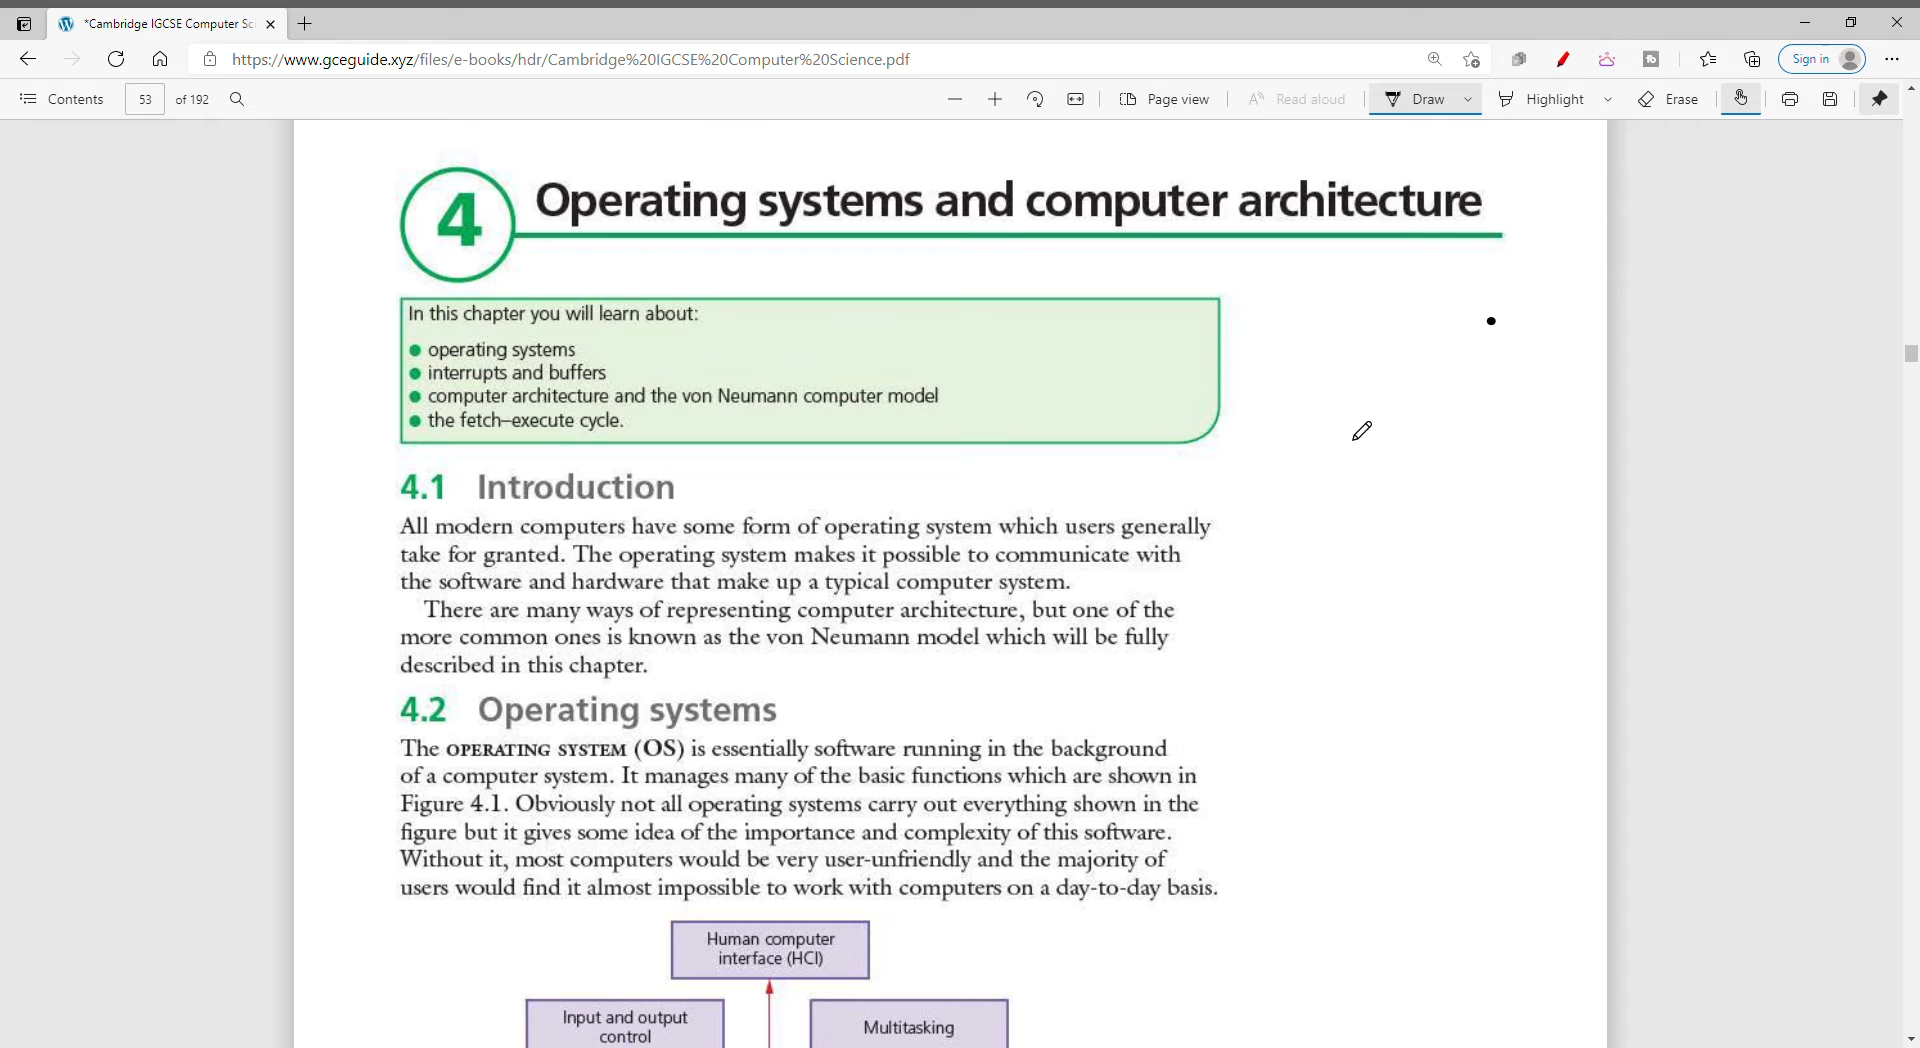 *Cambridge IGCSE Computer Sc
https://www.gceguide.xyz/files/e-books/hdr/Cambridge%20IGCSE%20Computer%20Science.pdf
Sign in
Contents
53
of 192
Page view
Read aloud
Draw
Highlight
Erase
4
Operating systems and computer architecture
In this chapter you will learn about:
● operating systems
● interrupts and buffers
● computer architecture and the von Neumann computer model
● the fetch–execute cycle.
4.1 Introduction
All modern computers have some form of operating system which users generally
take for granted. The operating system makes it possible to communicate with
the software and hardware that make up a typical computer system.
There are many ways of representing computer architecture, but one of the
more common ones is known as the von Neumann model which will be fully
described in this chapter.
4.2 Operating systems
The OPERATING SYSTEM (OS) is essentially software running in the background
of a computer system. It manages many of the basic functions which are shown in
Figure 4.1. Obviously not all operating systems carry out everything shown in the
figure but it gives some idea of the importance and complexity of this software.
Without it, most computers would be very user-unfriendly and the majority of
users would find it almost impossible to work with computers on a day-to-day basis.
Human computer
interface (HCI)
Input and output
control
Multitasking